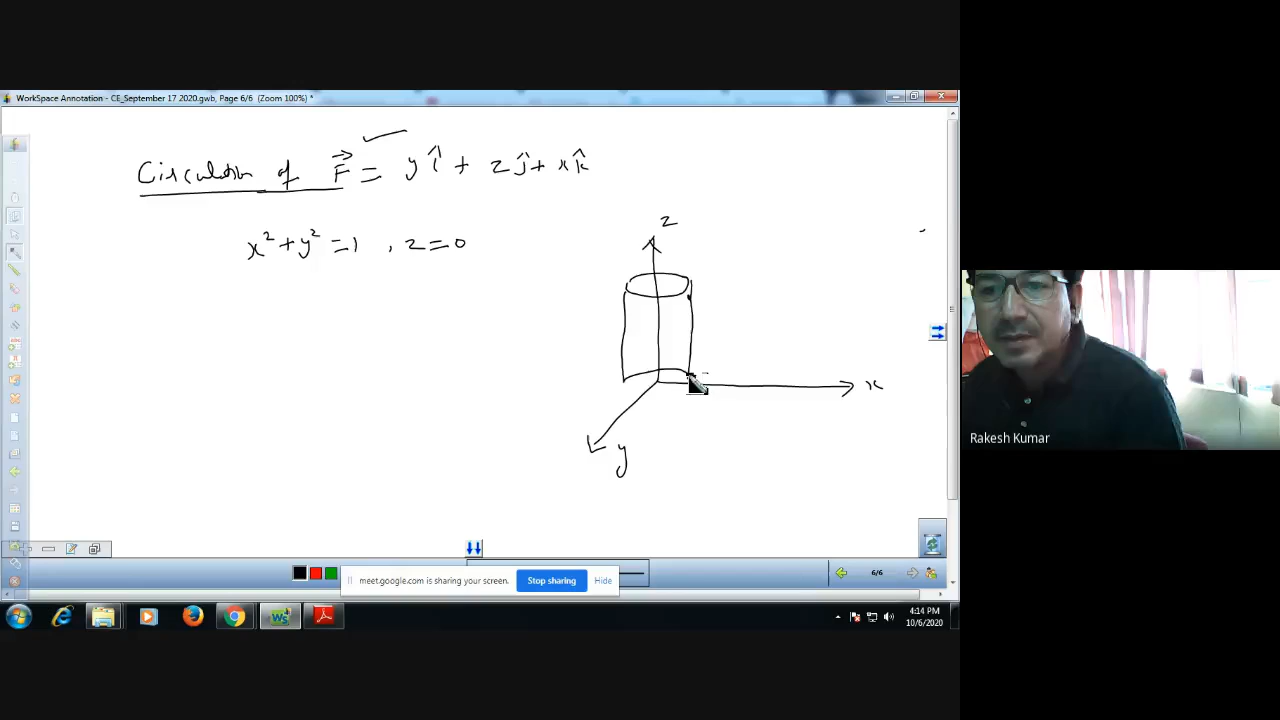 WorkSpace Annotation - CE_September 17 2020.gwb, Page 6/6 (Zoom 100%) *
Circulation of F⃗ = y î + z ĵ + x k̂
x² + y² = 1 , z = 0
z
x
y
Rakesh Kumar
6/6
meet.google.com is sharing your screen. Stop sharing Hide
4:14 PM
10/6/2020